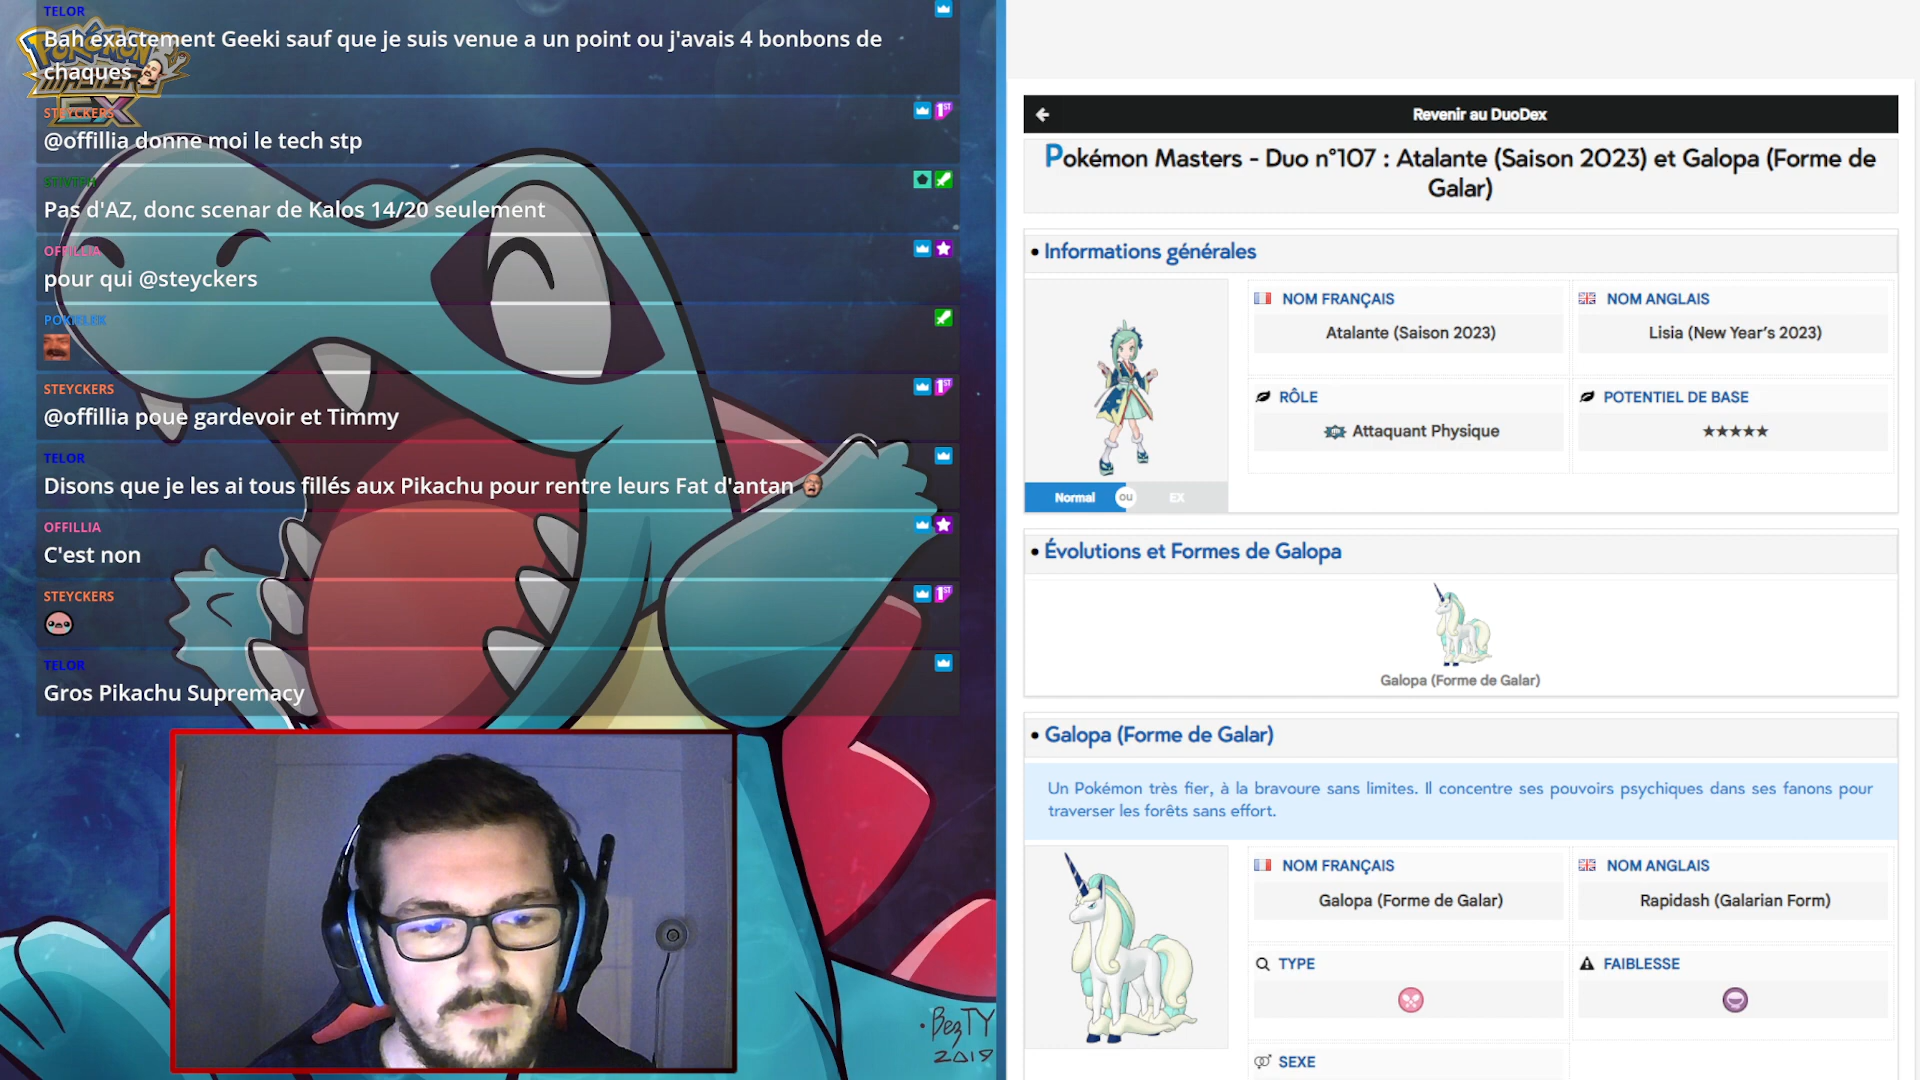 TELOR
Bah exactement Geeki sauf que je suis venue a un point ou j'avais 4 bonbons de
chaques
POKÉMON
MASTERS
EX
STEYCKERS
@offillia donne moi le tech stp
Pas d'AZ, donc scenar de Kalos 14/20 seulement
OFFILLIA
pour qui @steyckers
STEYCKERS
@offillia poue gardevoir et Timmy
TELOR
Disons que je les ai tous fillés aux Pikachu pour rentre leurs Fat d'antan
OFFILLIA
C'est non
STEYCKERS
TELOR
Gros Pikachu Supremacy
BezTY
2019
Revenir au DuoDex
Pokémon Masters - Duo n°107 : Atalante (Saison 2023) et Galopa (Forme de
Galar)
• Informations générales
NOM FRANÇAIS
Atalante (Saison 2023)
NOM ANGLAIS
Lisia (New Year’s 2023)
RÔLE
Attaquant Physique
POTENTIEL DE BASE
★★★★★
Normal ou EX
• Évolutions et Formes de Galopa
Galopa (Forme de Galar)
• Galopa (Forme de Galar)
Un Pokémon très fier, à la bravoure sans limites. Il concentre ses pouvoirs psychiques dans ses fanons pour
traverser les forêts sans effort.
NOM FRANÇAIS
Galopa (Forme de Galar)
NOM ANGLAIS
Rapidash (Galarian Form)
TYPE
FAIBLESSE
SEXE